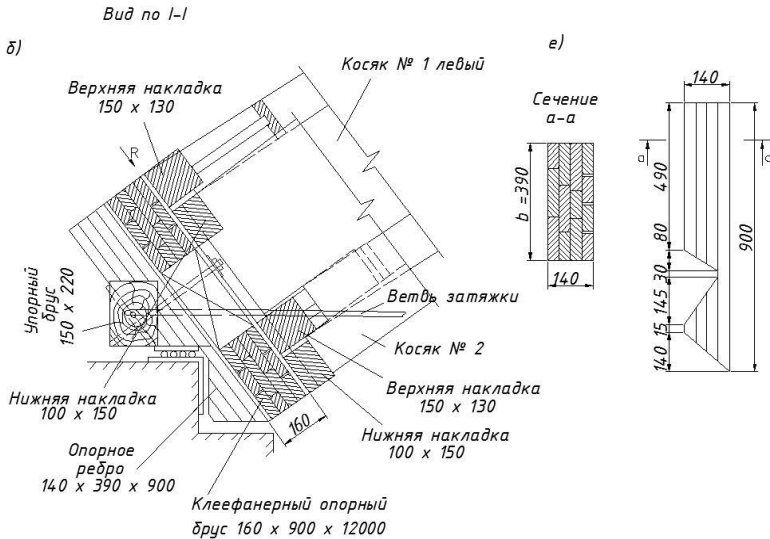 Вид по I-I
б)
е)
Косяк № 1 левый
Верхняя накладка
150 х 130
R
Сечение
а-а
b =390
140
140
а
а
490
80
30
145
15
140
900
Упорный
брус
150 х 220
Ветвь затяжки
Косяк № 2
Верхняя накладка
150 х 130
Нижняя накладка
100 х 150
Нижняя накладка
100 х 150
160
Опорное
ребро
140 х 390 х 900
Клеефанерный опорный
брус 160 х 900 х 12000